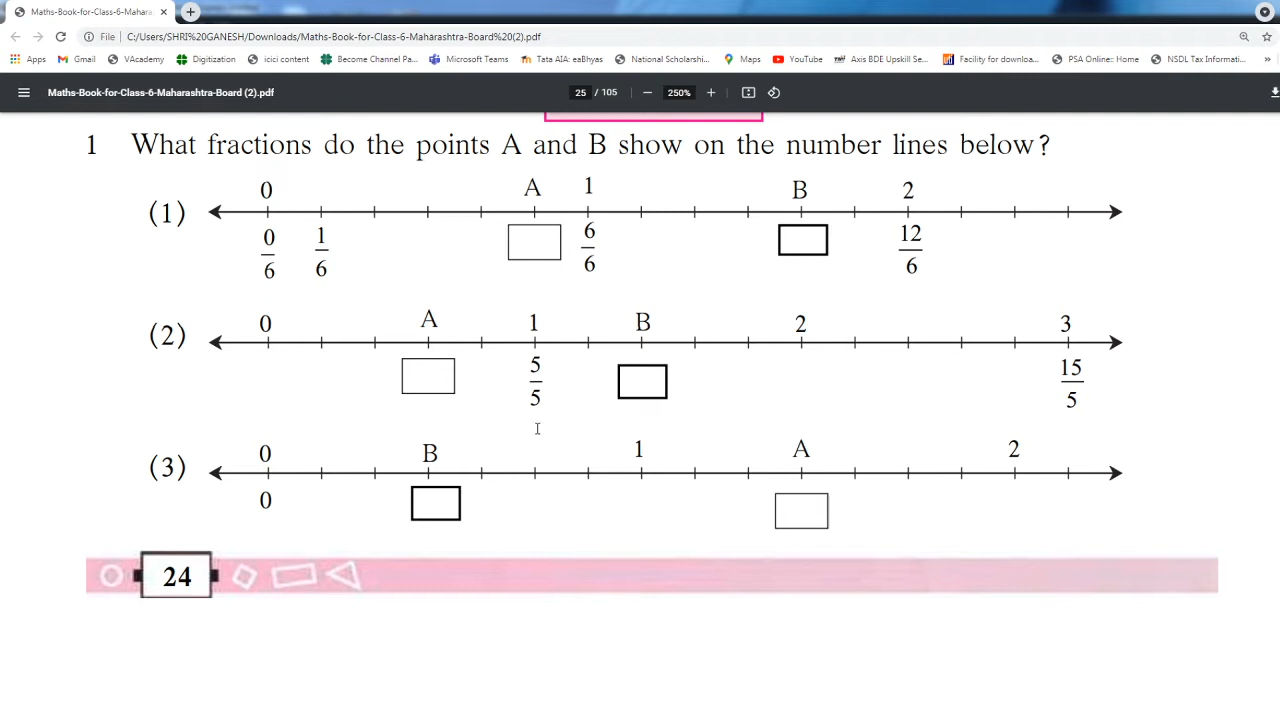 Maths-Book-for-Class-6-Mahara
File C:/Users/SHRI%20GANESH/Downloads/Maths-Book-for-Class-6-Maharashtra-Board%20(2).pdf
Apps Gmail VAcademy Digitization icici content Become Channel Pa... Microsoft Teams Tata AIA: eaBhyas National Scholarshi... Maps YouTube Axis BDE Upskill Se... Facility for downloa... PSA Online:: Home NSDL Tax Informati... »
Maths-Book-for-Class-6-Maharashtra-Board (2).pdf 25 / 105 — 250% +
1 What fractions do the points A and B show on the number lines below?
0 A 1 B 2
(1)
0/6 1/6 6/6 12/6
0 A 1 B 2 3
(2)
5/5 15/5
0 B 1 A 2
(3)
0
24